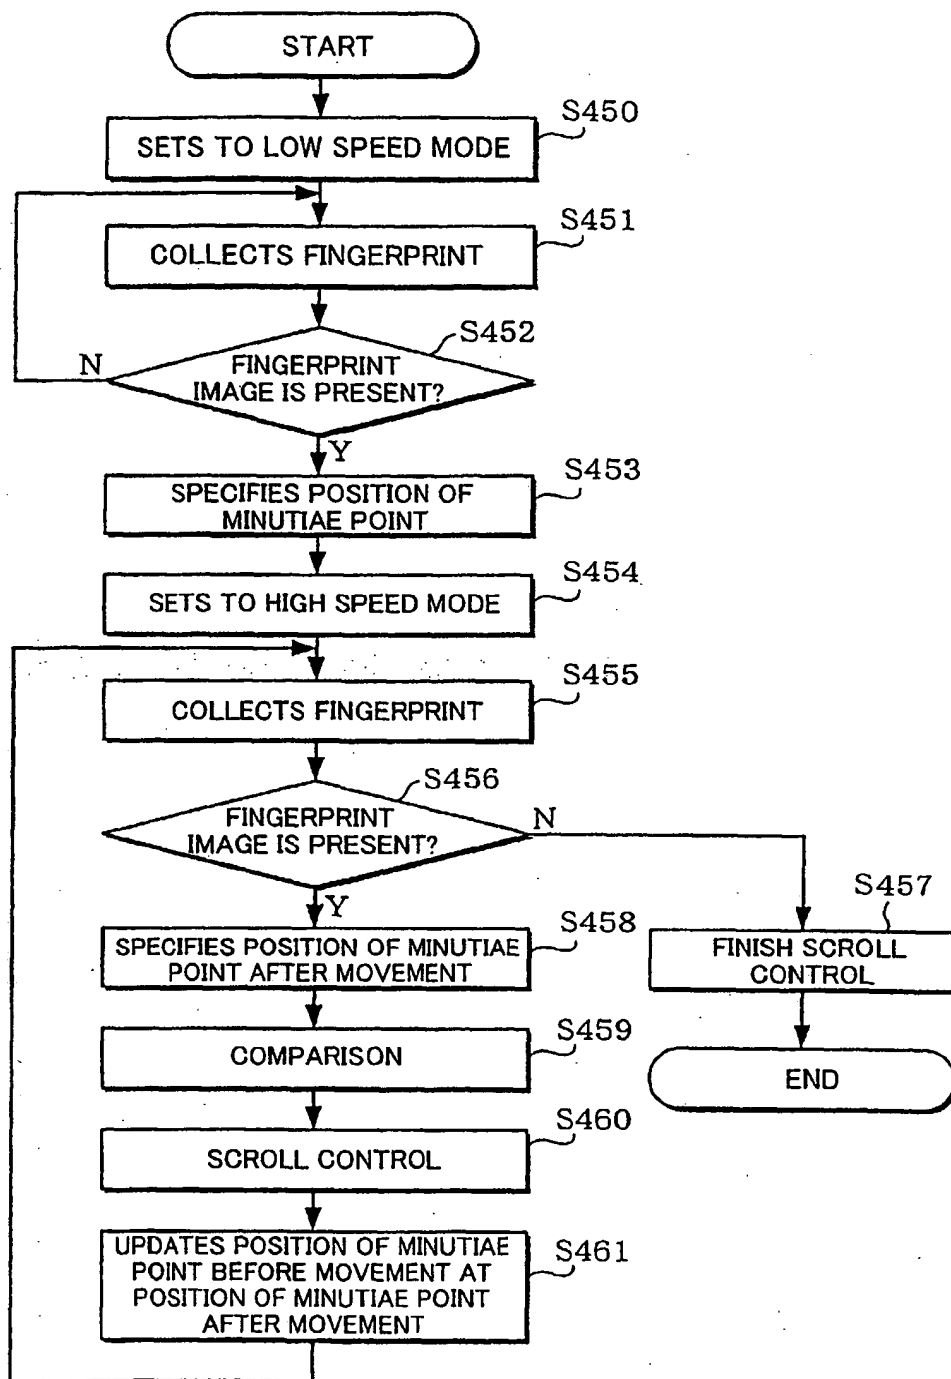 START
S450
SETS TO LOW SPEED MODE
S451
COLLECTS FINGERPRINT
S452
N
FINGERPRINT
IMAGE IS PRESENT?
Y
S453
SPECIFIES POSITION OF
MINUTIAE POINT
S454
SETS TO HIGH SPEED MODE
S455
COLLECTS FINGERPRINT
S456
FINGERPRINT
IMAGE IS PRESENT?
N
Y
S457
FINISH SCROLL
CONTROL
END
S458
SPECIFIES POSITION OF MINUTIAE
POINT AFTER MOVEMENT
S459
COMPARISON
S460
SCROLL CONTROL
S461
UPDATES POSITION OF MINUTIAE
POINT BEFORE MOVEMENT AT
POSITION OF MINUTIAE POINT
AFTER MOVEMENT